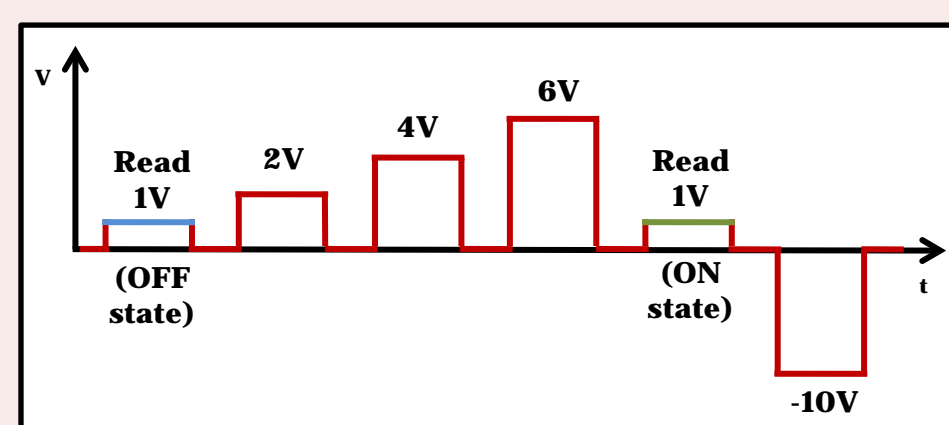 V
Read
1V
(OFF
state)
2V
4V
6V
Read
1V
(ON
state)
-10V
t